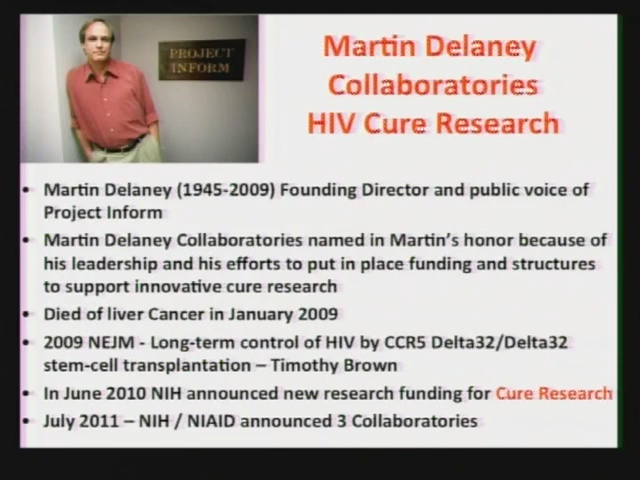 PROJECT
INFORM
Martin Delaney
Collaboratories
HIV Cure Research
• Martin Delaney (1945-2009) Founding Director and public voice of
Project Inform
• Martin Delaney Collaboratories named in Martin's honor because of
his leadership and his efforts to put in place funding and structures
to support innovative cure research
• Died of liver Cancer in January 2009
• 2009 NEJM - Long-term control of HIV by CCR5 Delta32/Delta32
stem-cell transplantation – Timothy Brown
• In June 2010 NIH announced new research funding for Cure Research
• July 2011 – NIH / NIAID announced 3 Collaboratories